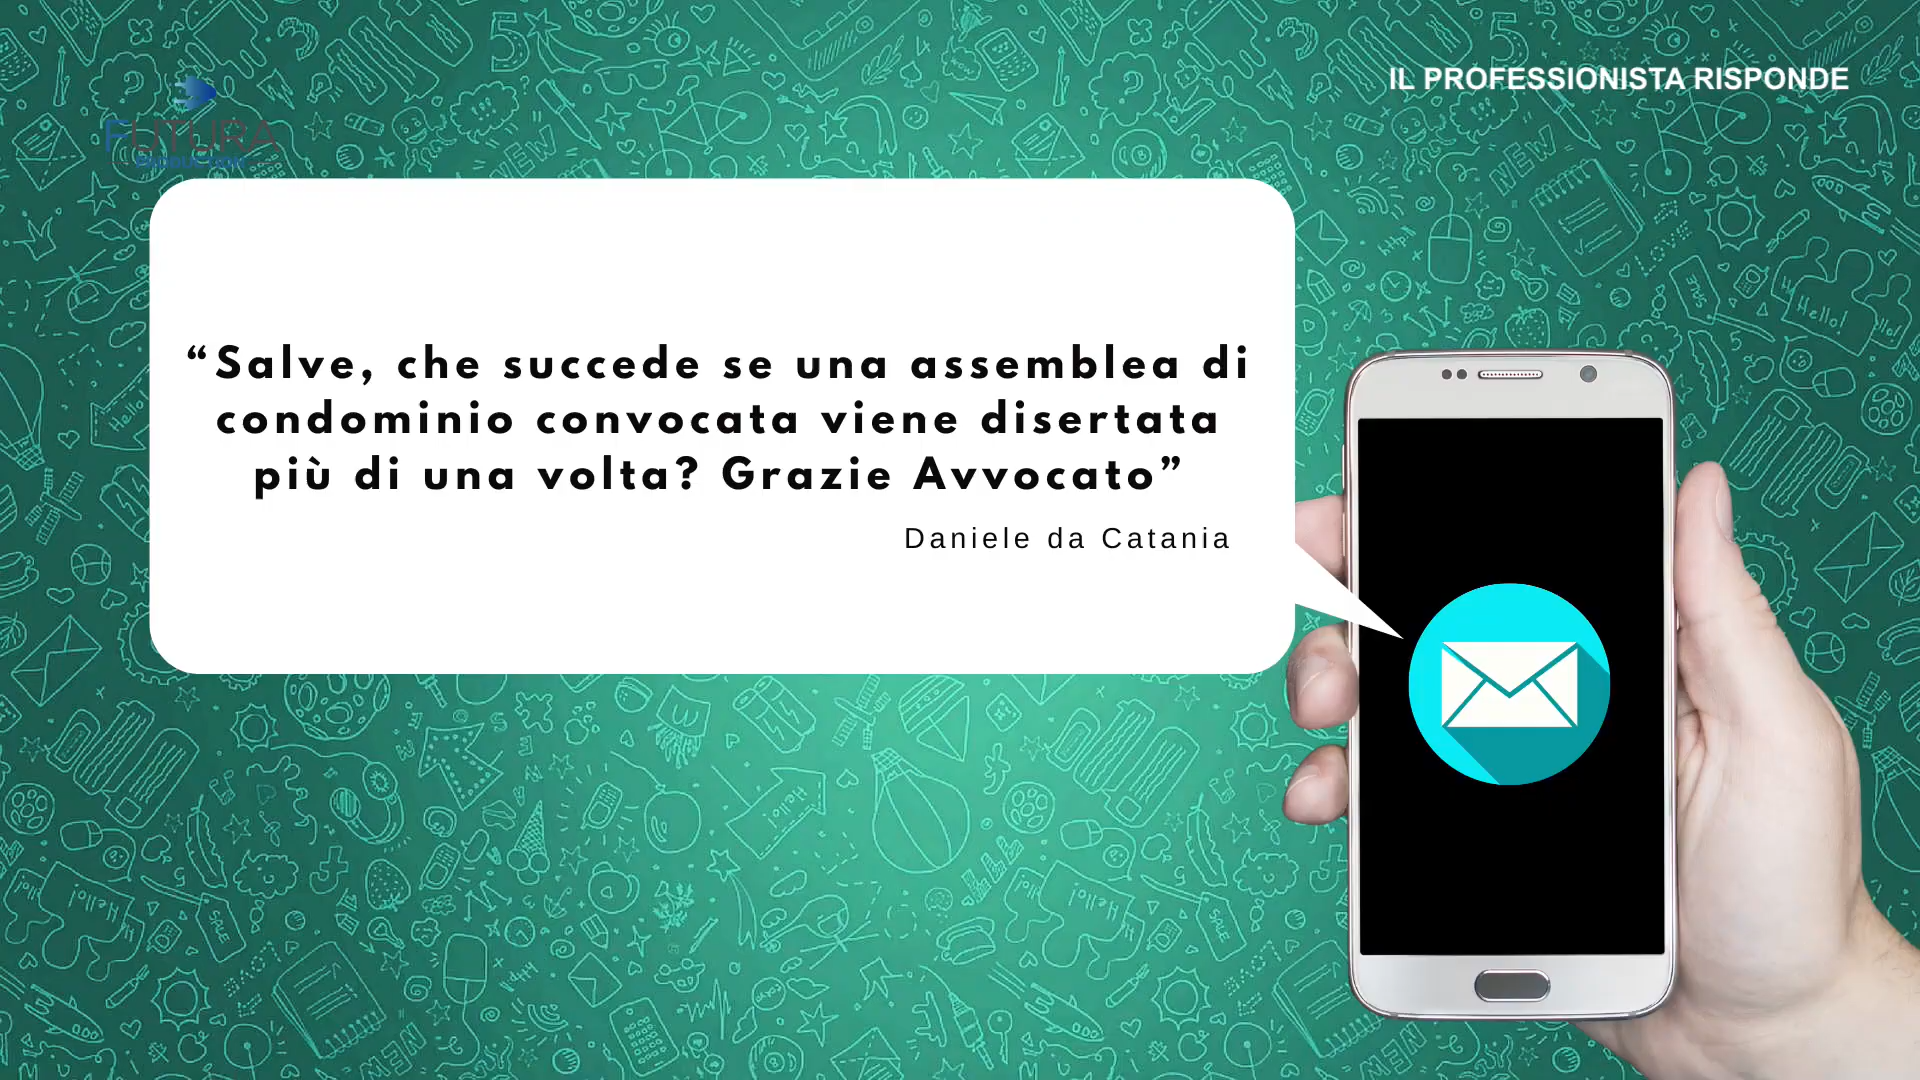 IL PROFESSIONISTA RISPONDE
FUTURA
PRODUCTION
“Salve, che succede se una assemblea di
condominio convocata viene disertata
più di una volta? Grazie Avvocato”
Daniele da Catania